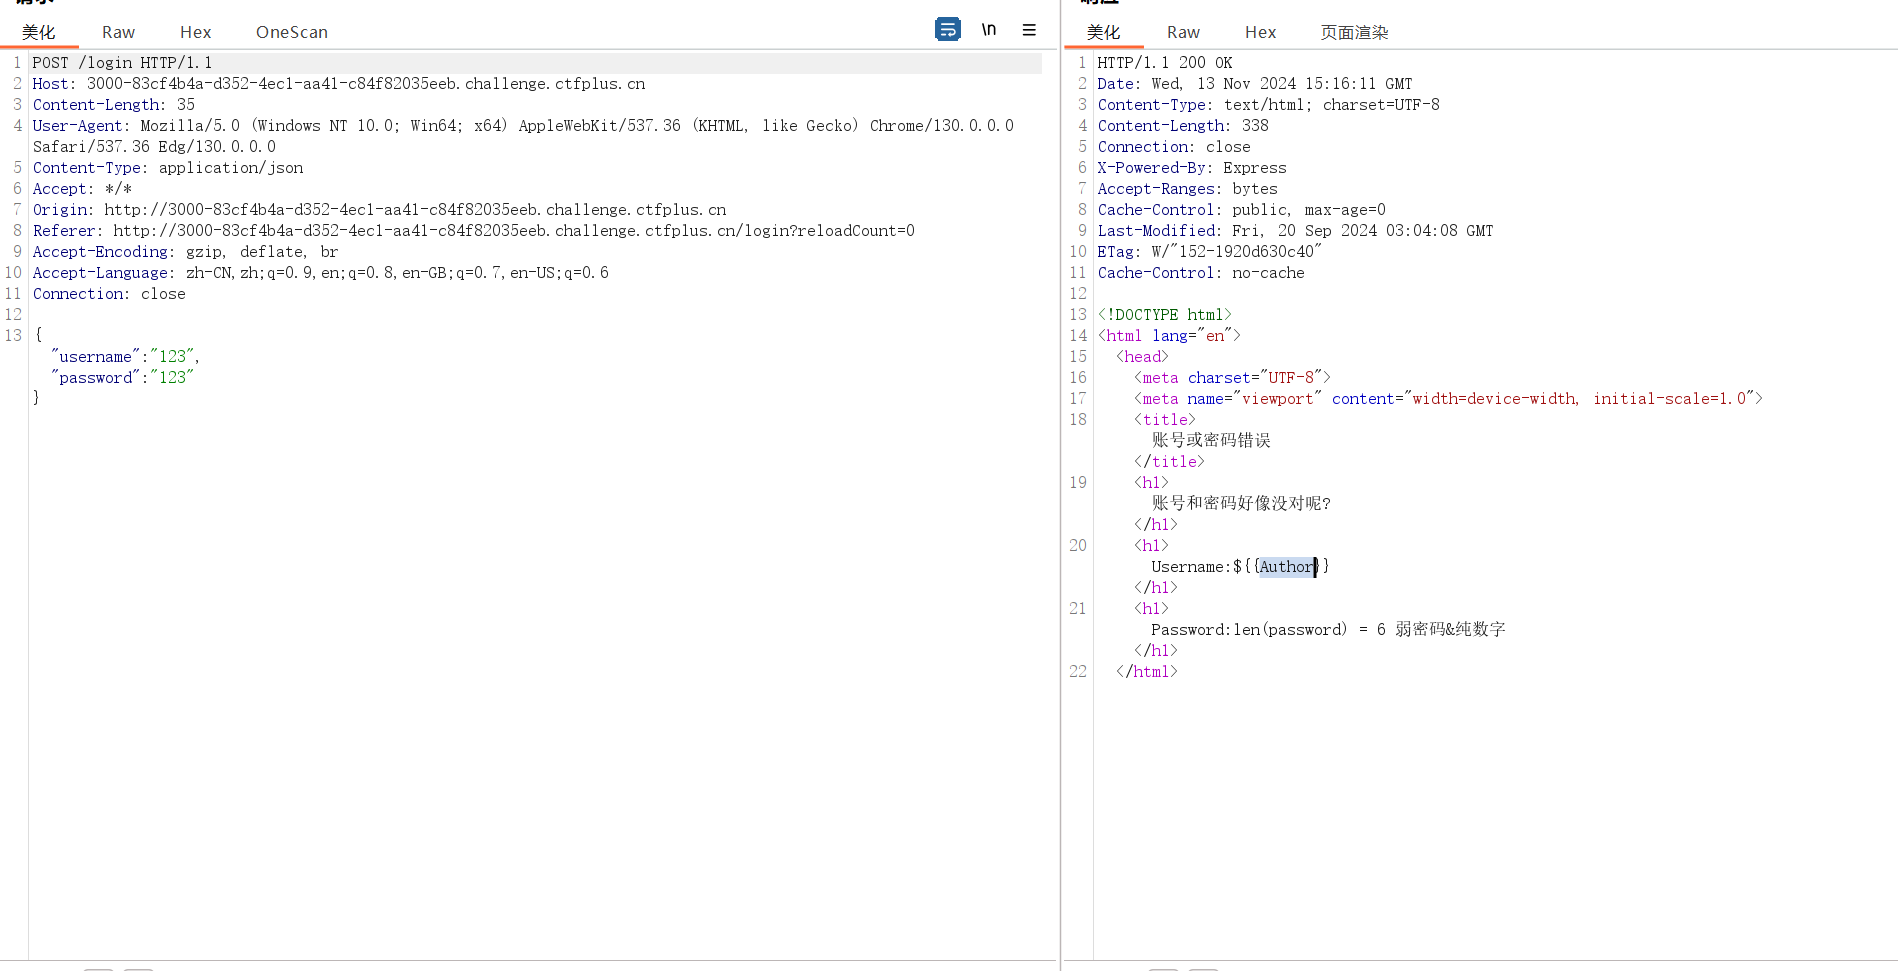 美化 Raw Hex OneScan \n
1 POST /login HTTP/1.1
2 Host: 3000-83cf4b4a-d352-4ec1-aa41-c84f82035eeb.challenge.ctfplus.cn
3 Content-Length: 35
4 User-Agent: Mozilla/5.0 (Windows NT 10.0; Win64; x64) AppleWebKit/537.36 (KHTML, like Gecko) Chrome/130.0.0.0
Safari/537.36 Edg/130.0.0.0
5 Content-Type: application/json
6 Accept: */*
7 Origin: http://3000-83cf4b4a-d352-4ec1-aa41-c84f82035eeb.challenge.ctfplus.cn
8 Referer: http://3000-83cf4b4a-d352-4ec1-aa41-c84f82035eeb.challenge.ctfplus.cn/login?reloadCount=0
9 Accept-Encoding: gzip, deflate, br
10 Accept-Language: zh-CN,zh;q=0.9,en;q=0.8,en-GB;q=0.7,en-US;q=0.6
11 Connection: close
12
13 {
"username":"123",
"password":"123"
}
美化 Raw Hex 页面渲染
1 HTTP/1.1 200 OK
2 Date: Wed, 13 Nov 2024 15:16:11 GMT
3 Content-Type: text/html; charset=UTF-8
4 Content-Length: 338
5 Connection: close
6 X-Powered-By: Express
7 Accept-Ranges: bytes
8 Cache-Control: public, max-age=0
9 Last-Modified: Fri, 20 Sep 2024 03:04:08 GMT
10 ETag: W/"152-1920d630c40"
11 Cache-Control: no-cache
12
13 <!DOCTYPE html>
14 <html lang="en">
15 <head>
16 <meta charset="UTF-8">
17 <meta name="viewport" content="width=device-width, initial-scale=1.0">
18 <title>
账号或密码错误
</title>
19 <h1>
账号和密码好像没对呢?
</h1>
20 <h1>
Username:${{Author}}
</h1>
21 <h1>
Password:len(password) = 6 弱密码&纯数字
</h1>
22 </html>